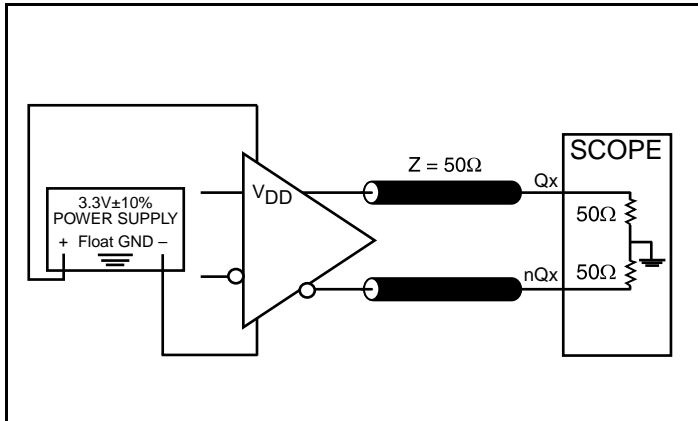 SCOPE
Z = 50Ω
Qx
3.3V±10%
POWER SUPPLY
+ Float GND –
VDD
50Ω
50Ω
nQx